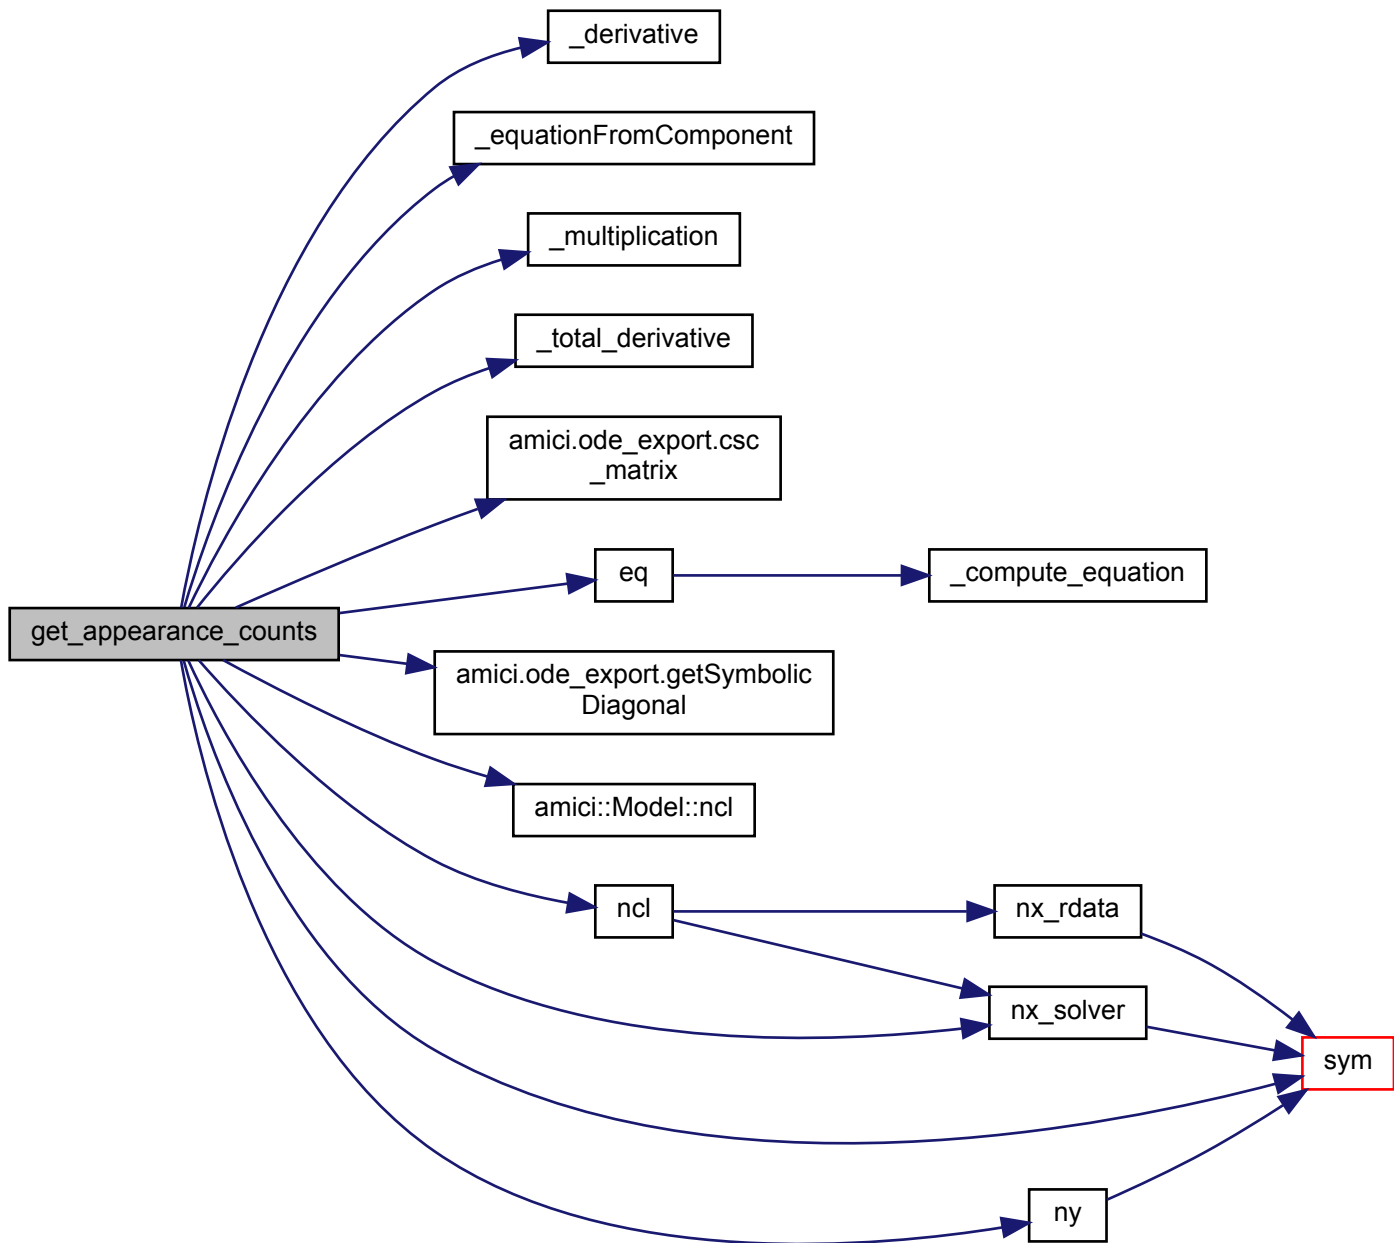 _derivative
_equationFromComponent
_multiplication
_total_derivative
amici.ode_export.csc
_matrix
eq
_compute_equation
get_appearance_counts
amici.ode_export.getSymbolic
Diagonal
amici::Model::ncl
ncl
nx_rdata
nx_solver
sym
ny